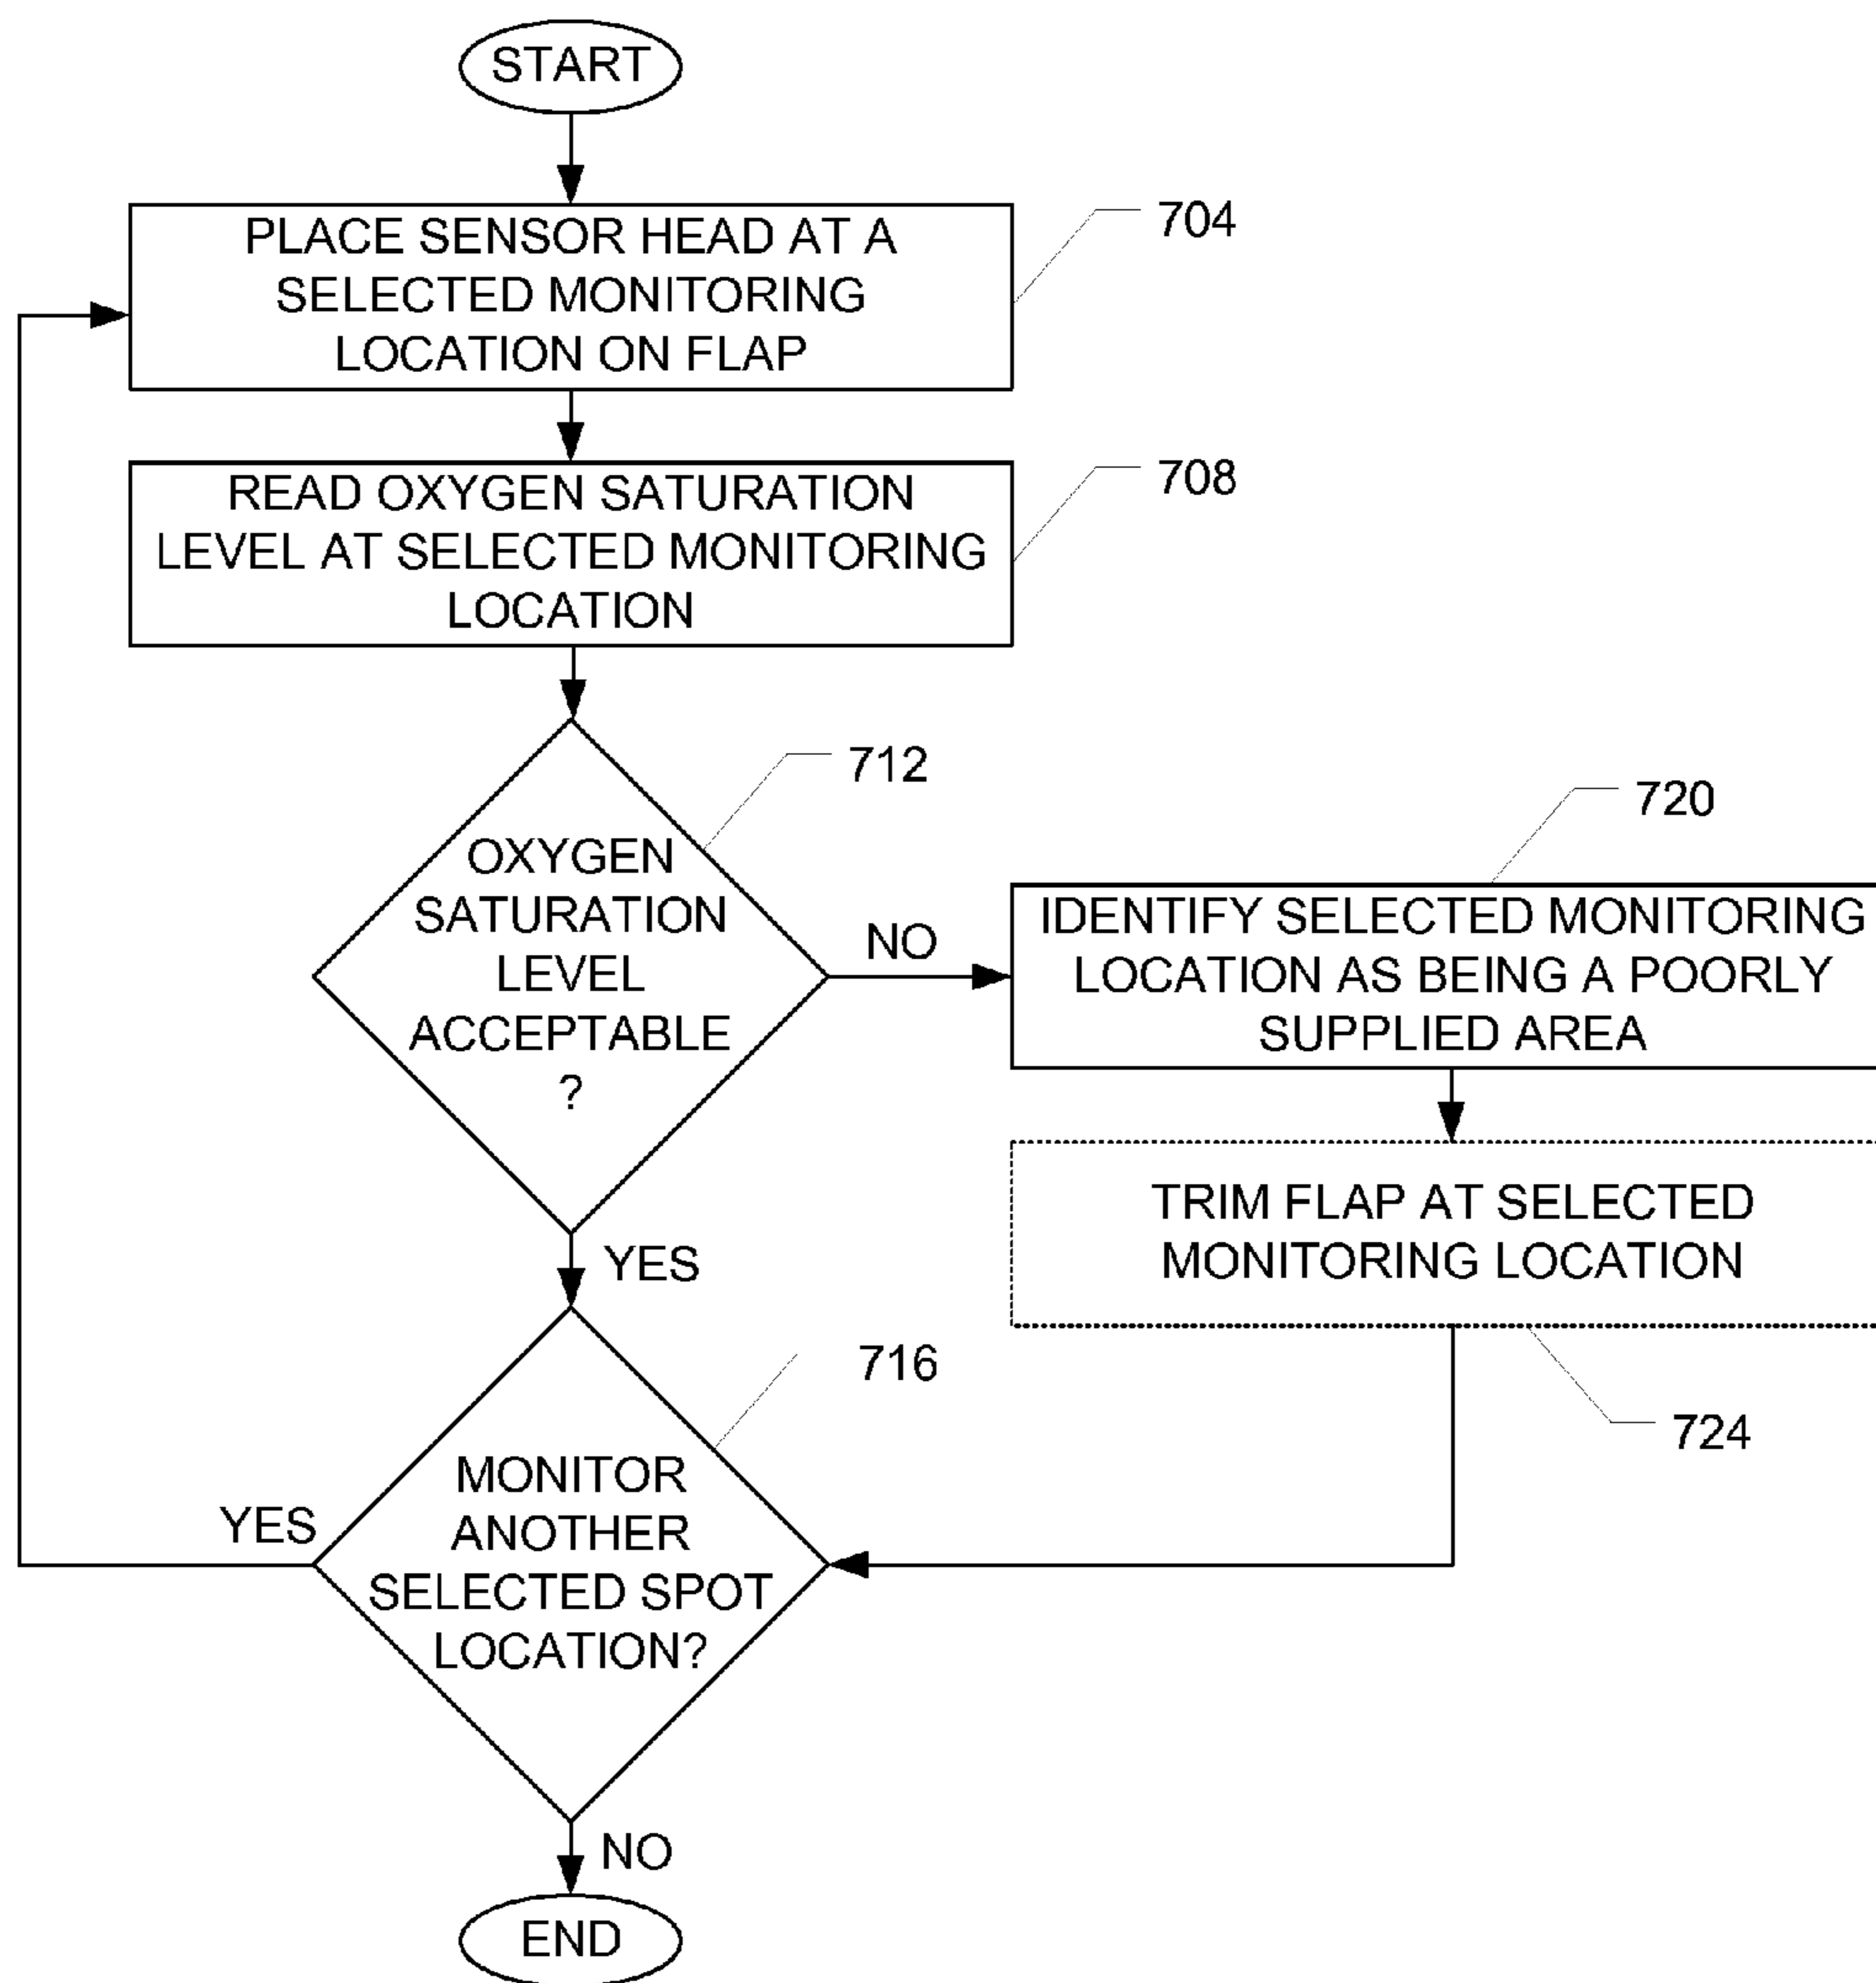 START
PLACE SENSOR HEAD AT A
SELECTED MONITORING
LOCATION ON FLAP
704
READ OXYGEN SATURATION
LEVEL AT SELECTED MONITORING
LOCATION
708
OXYGEN
SATURATION
LEVEL
ACCEPTABLE
?
712
NO
IDENTIFY SELECTED MONITORING
LOCATION AS BEING A POORLY
SUPPLIED AREA
720
TRIM FLAP AT SELECTED
MONITORING LOCATION
724
YES
MONITOR
ANOTHER
SELECTED SPOT
LOCATION?
716
YES
NO
END